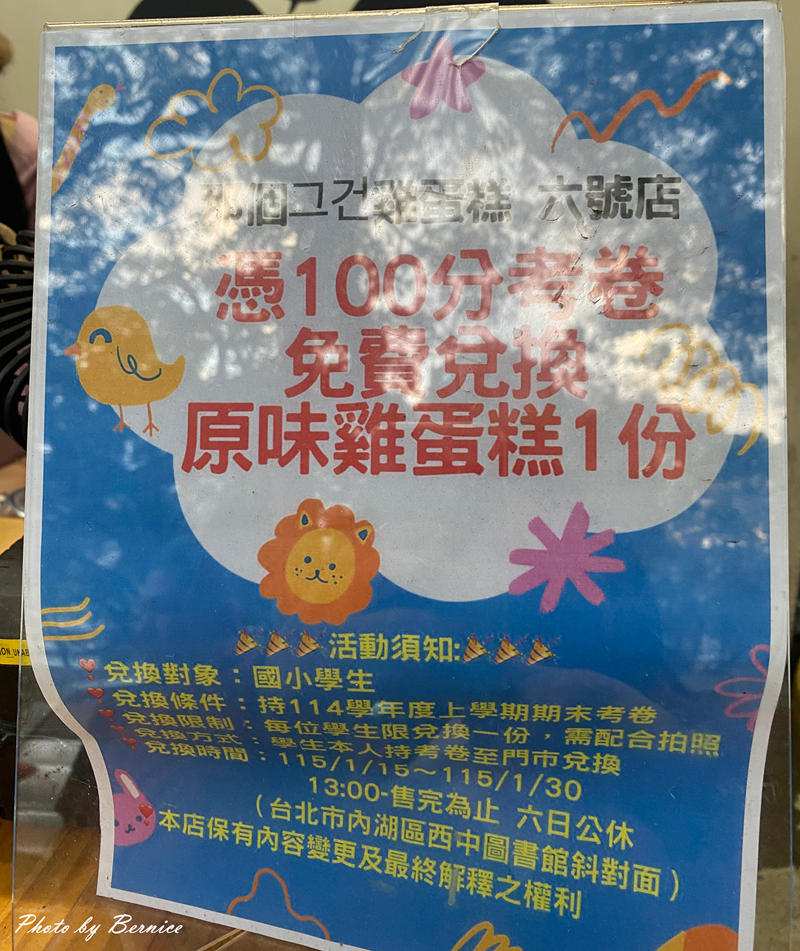 那個그건雞蛋糕 六號店
憑100分考卷
免費兌換
原味雞蛋糕1份
活動須知:
兌換對象：國小學生
兌換條件：持114學年度上學期期末考卷
兌換限制：每位學生限兌換一份，需配合拍照
兌換方式：學生本人持考卷至門市兌換
兌換時間：115/1/15～115/1/30
13:00-售完為止 六日公休
（台北市內湖區西中圖書館斜對面）
本店保有內容變更及最終解釋之權利
Photo by Bernice